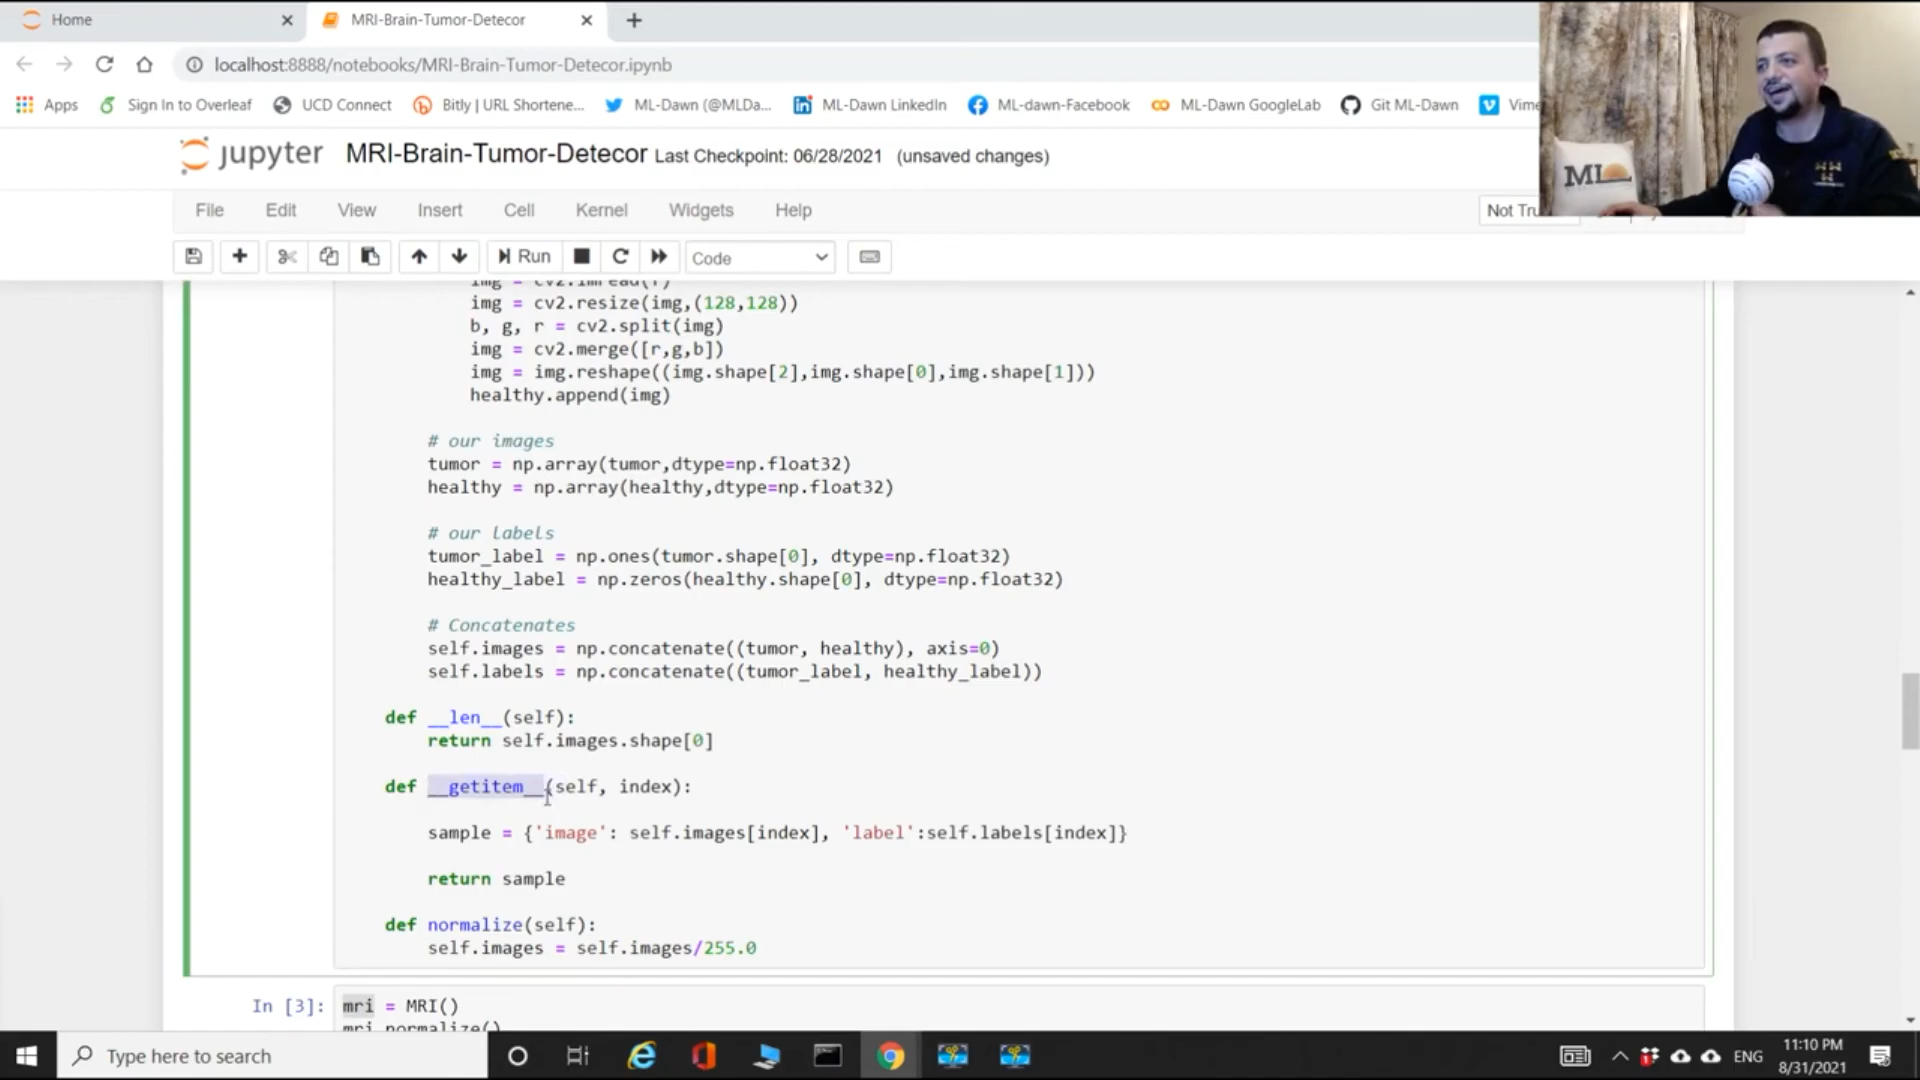 Home
MRI-Brain-Tumor-Detecor
localhost:8888/notebooks/MRI-Brain-Tumor-Detecor.ipynb
Apps Sign In to Overleaf UCD Connect Bitly | URL Shortene... ML-Dawn (@MLDa... ML-Dawn LinkedIn ML-dawn-Facebook ML-Dawn GoogleLab Git ML-Dawn Vime
jupyter MRI-Brain-Tumor-Detecor Last Checkpoint: 06/28/2021 (unsaved changes)
ML
File Edit View Insert Cell Kernel Widgets Help Not Tru
Run Code
img = cv2.imread(f)
img = cv2.resize(img,(128,128))
b, g, r = cv2.split(img)
img = cv2.merge([r,g,b])
img = img.reshape((img.shape[2],img.shape[0],img.shape[1]))
healthy.append(img)
# our images
tumor = np.array(tumor,dtype=np.float32)
healthy = np.array(healthy,dtype=np.float32)
# our labels
tumor_label = np.ones(tumor.shape[0], dtype=np.float32)
healthy_label = np.zeros(healthy.shape[0], dtype=np.float32)
# Concatenates
self.images = np.concatenate((tumor, healthy), axis=0)
self.labels = np.concatenate((tumor_label, healthy_label))
def __len__(self):
return self.images.shape[0]
def __getitem__(self, index):
sample = {'image': self.images[index], 'label':self.labels[index]}
return sample
def normalize(self):
self.images = self.images/255.0
In [3]: mri = MRI()
mri.normalize()
Type here to search
ENG
11:10 PM
8/31/2021